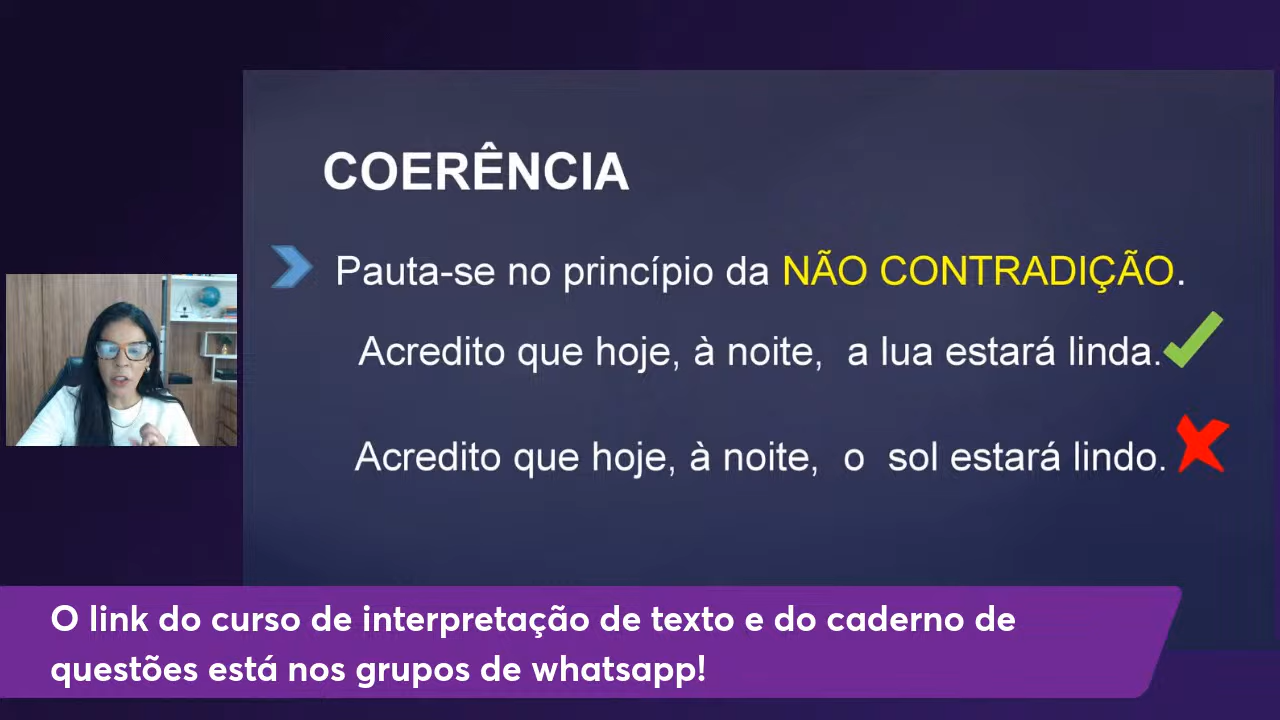 COERÊNCIA
Pauta-se no princípio da NÃO CONTRADIÇÃO.
Acredito que hoje, à noite, a lua estará linda.
Acredito que hoje, à noite, o sol estará lindo.
O link do curso de interpretação de texto e do caderno de
questões está nos grupos de whatsapp!